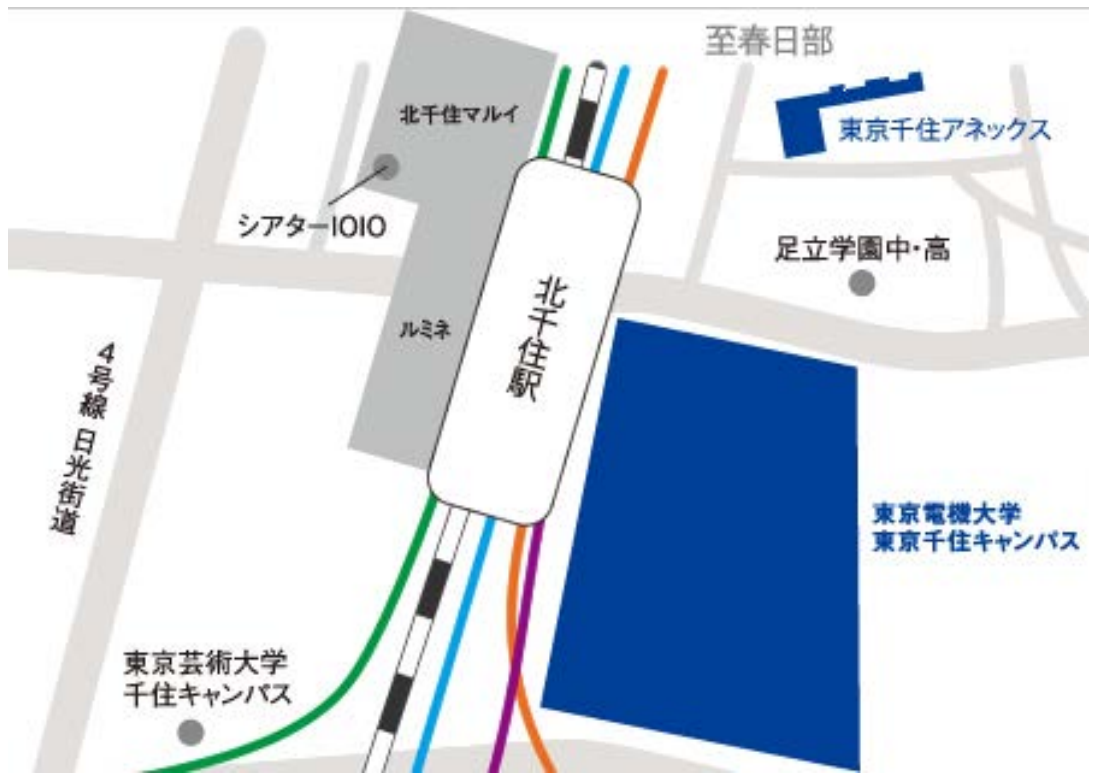 至春日部
北千住マルイ
東京千住アネックス
シアター1010
足立学園中・高
北千住駅
ルミネ
4号線 日光街道
東京電機大学
東京千住キャンパス
東京芸術大学
千住キャンパス